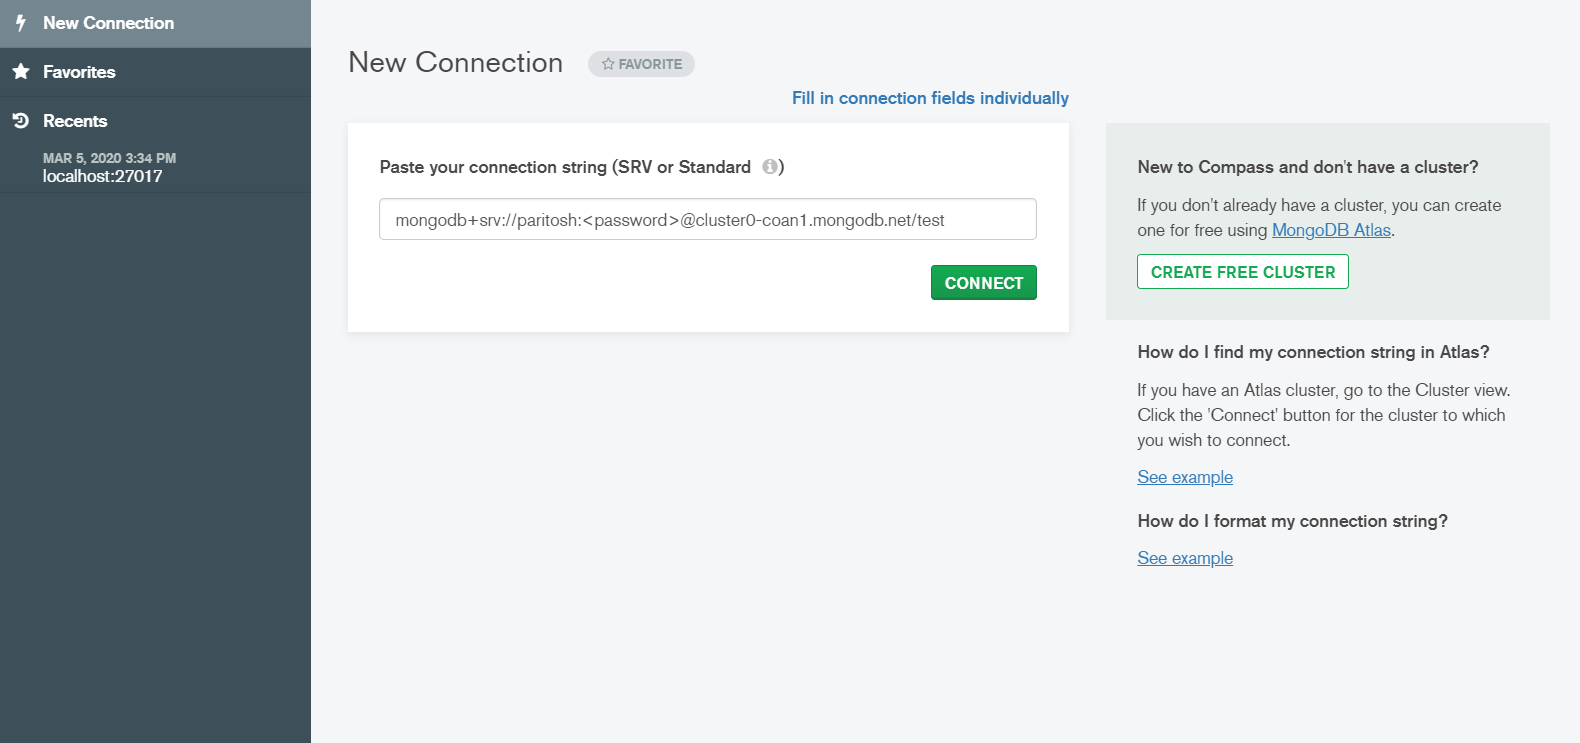 New Connection
Favorites
Recents
MAR 5, 2020 3:34 PM
localhost:27017
New Connection
FAVORITE
Fill in connection fields individually
Paste your connection string (SRV or Standard i)
mongodb+srv://paritosh:<password>@cluster0-coan1.mongodb.net/test
CONNECT
New to Compass and don't have a cluster?
If you don't already have a cluster, you can create
one for free using MongoDB Atlas.
CREATE FREE CLUSTER
How do I find my connection string in Atlas?
If you have an Atlas cluster, go to the Cluster view.
Click the 'Connect' button for the cluster to which
you wish to connect.
See example
How do I format my connection string?
See example